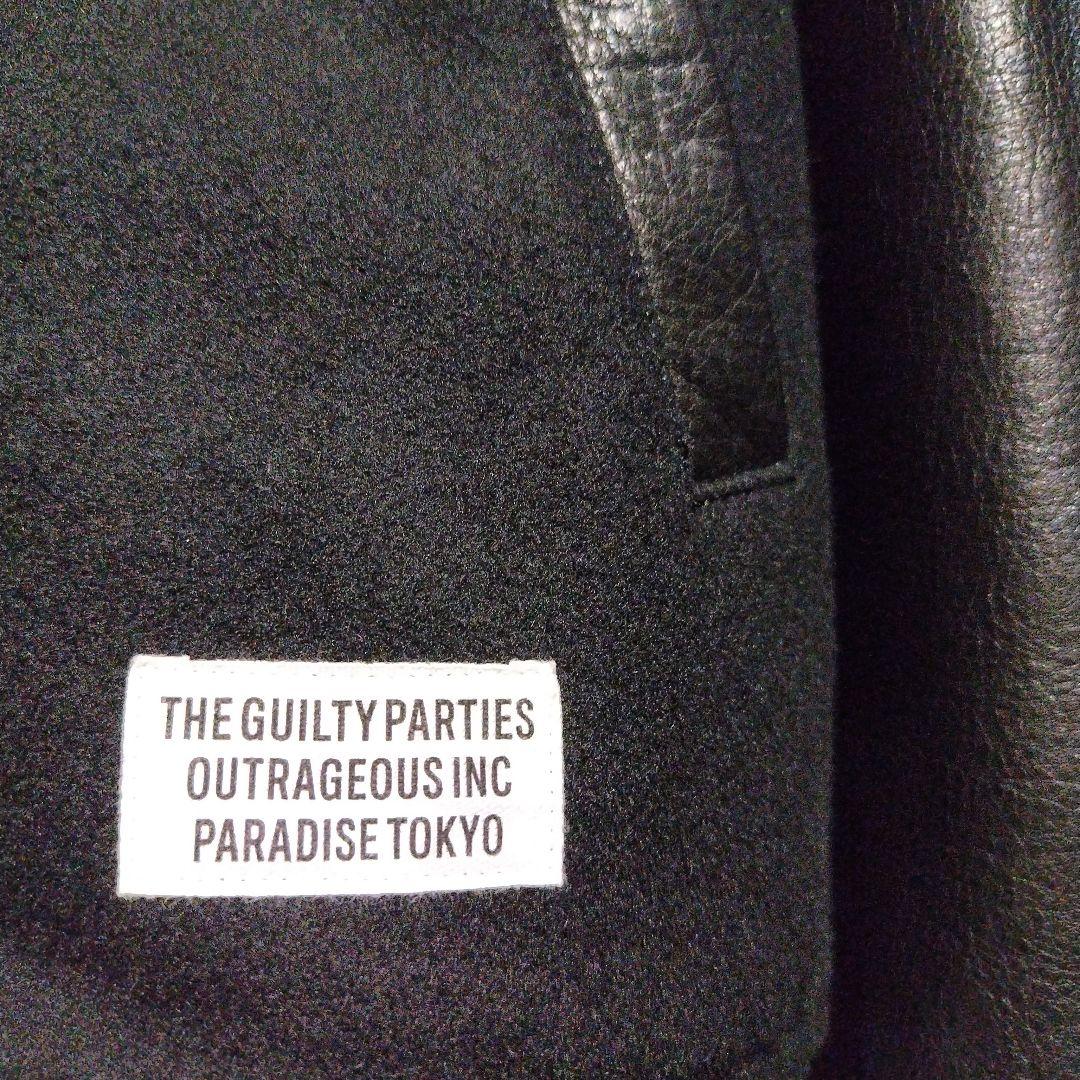 THE GUILTY PARTIES
OUTRAGEOUS INC
PARADISE TOKYO